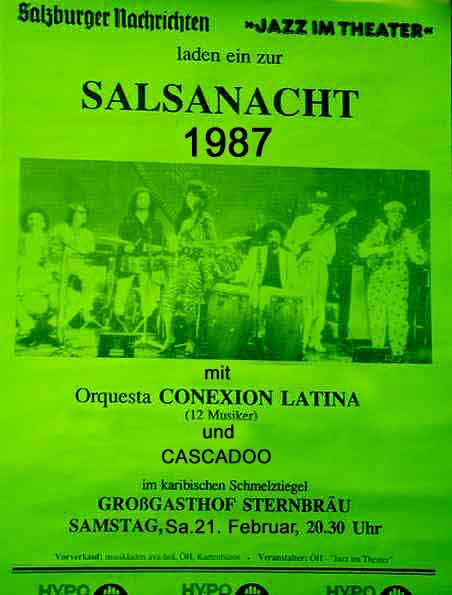 Salzburger Nachrichten »JAZZ IM THEATER«
laden ein zur
SALSANACHT
1987
mit
Orquesta CONEXION LATINA
(12 Musiker)
und
CASCADOO
im karibischen Schmelztiegel
GROßGASTHOF STERNBRÄU
SAMSTAG, Sa.21. Februar, 20.30 Uhr
Vorverkauf: musikladen ÖH, Kartenbüros - Veranstalter: ÖH - "Jazz im Theater"
HYPO HYPO HYPO